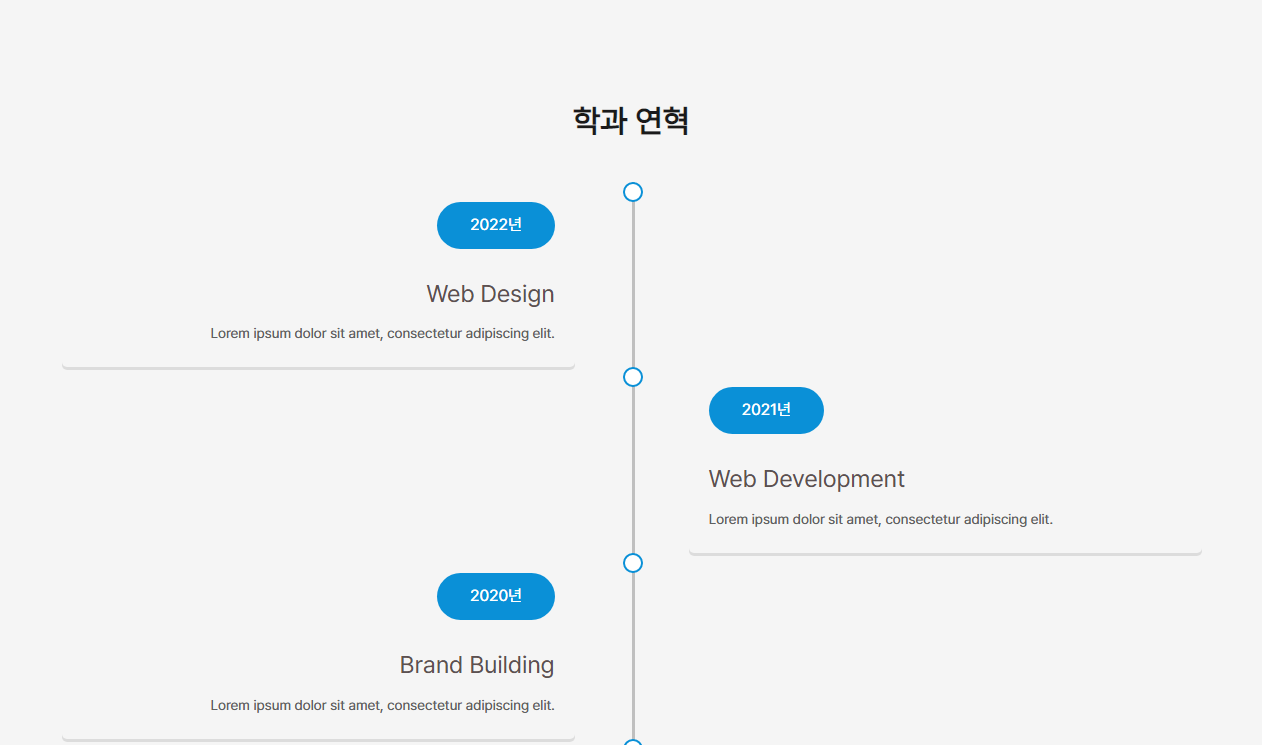 학과 연혁
2022년
Web Design
Lorem ipsum dolor sit amet, consectetur adipiscing elit.
2021년
Web Development
Lorem ipsum dolor sit amet, consectetur adipiscing elit.
2020년
Brand Building
Lorem ipsum dolor sit amet, consectetur adipiscing elit.